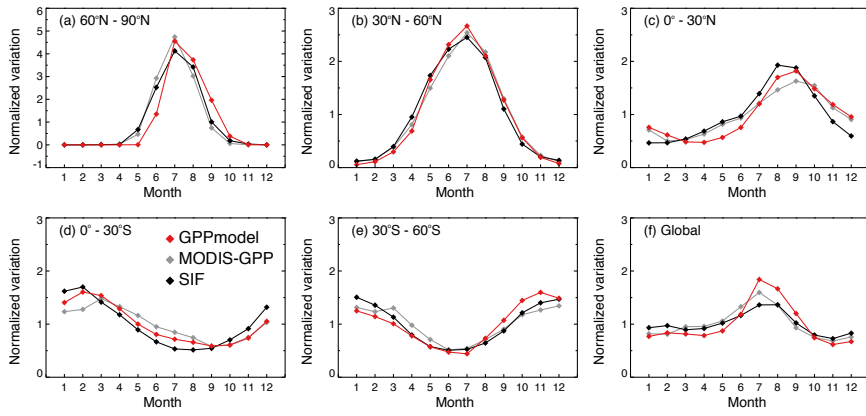 (a) 60°N - 90°N
Normalized variation
6
5
4
3
2
1
0
-1
1 2 3 4 5 6 7 8 9 10 11 12
Month
(b) 30°N - 60°N
Normalized variation
3
2
1
0
1 2 3 4 5 6 7 8 9 10 11 12
Month
(c) 0° - 30°N
Normalized variation
3
2
1
0
1 2 3 4 5 6 7 8 9 10 11 12
Month
(d) 0° - 30°S
GPPmodel
MODIS-GPP
SIF
Normalized variation
3
2
1
0
1 2 3 4 5 6 7 8 9 10 11 12
Month
(e) 30°S - 60°S
Normalized variation
3
2
1
0
1 2 3 4 5 6 7 8 9 10 11 12
Month
(f) Global
Normalized variation
3
2
1
0
1 2 3 4 5 6 7 8 9 10 11 12
Month